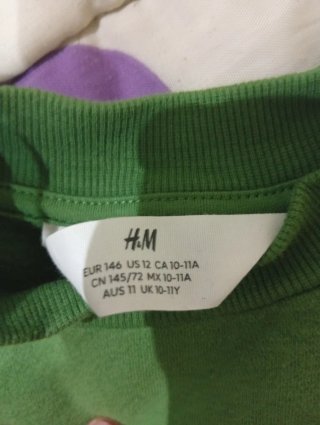 H&M
EUR 146 US 12 CA 10-11A
CN 145/72 MX 10-11A
AUS 11 UK 10-11Y